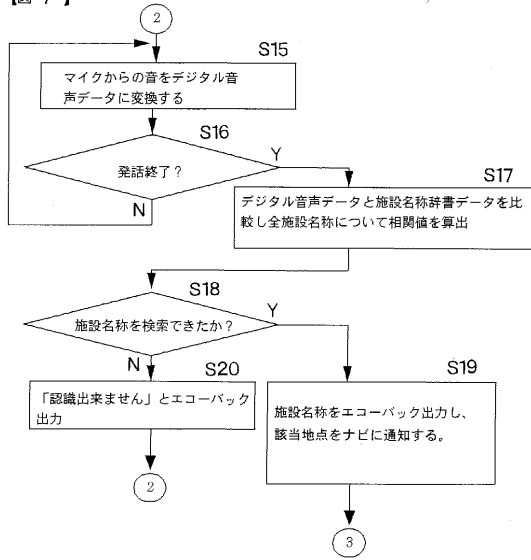 2
S15
マイクからの音をデジタル音
声データに変換する
S16
発話終了?
Y
N
S17
デジタル音声データと施設名称辞書データを比
較し全施設名称について相関値を算出
S18
施設名称を検索できたか?
Y
N
S20
「認識出来ません」とエコーバック
出力
S19
施設名称をエコーバック出力し、
該当地点をナビに通知する。
2
3